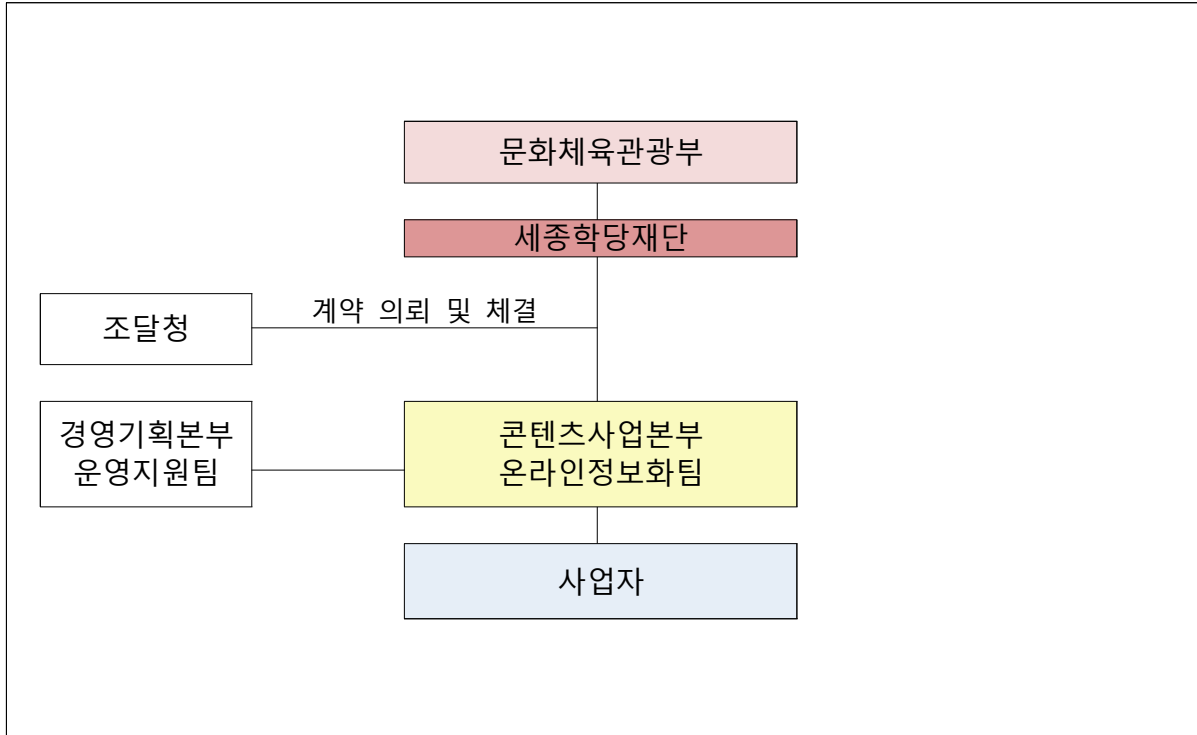 문화체육관광부
세종학당재단
계약 의뢰 및 체결
조달청
경영기획본부
운영지원팀
콘텐츠사업본부
온라인정보화팀
사업자